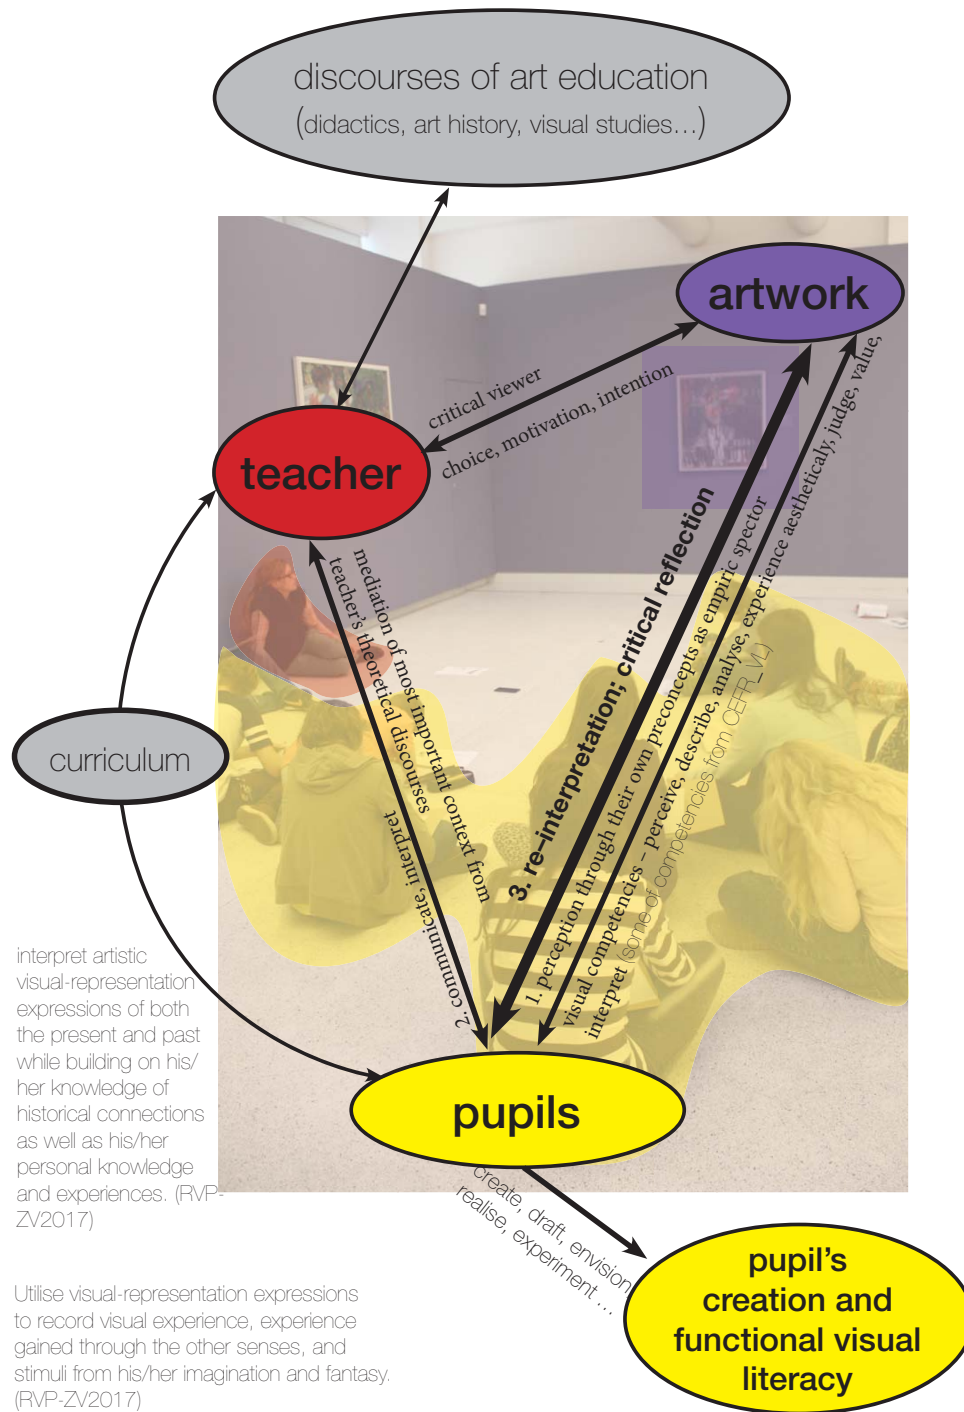 discourses of art education
(didactics, art history, visual studies…)
artwork
critical viewer
choice, motivation, intention
teacher
mediation of most important context from
teacher's theoretical discourses
2. communicate, interpret
3. re–interpretation; critical reflection
1. perception through their own preconcepts as empiric spector
visual competencies – perceive, describe, analyse, experience aestheticaly, judge, value,
interpret (some of competencies from CEFR_VL)
curriculum
interpret artistic
visual-representation
expressions of both
the present and past
while building on his/
her knowledge of
historical connections
as well as his/her
personal knowledge
and experiences. (RVP-
ZV2017)
pupils
create, draft, envision,
realise, experiment …
pupil's
creation and
functional visual
literacy
Utilise visual-representation expressions
to record visual experience, experience
gained through the other senses, and
stimuli from his/her imagination and fantasy.
(RVP-ZV2017)